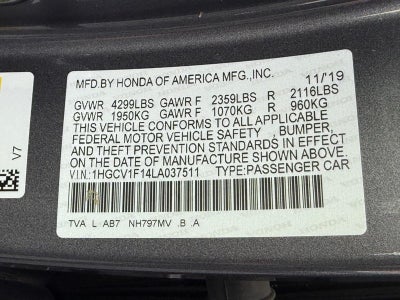 MFD.BY HONDA OF AMERICA MFG.,INC. 11/'19
GVWR 4299LBS GAWR F 2359LBS R 2116LBS
GVWR 1950KG GAWR F 1070KG R 960KG
THIS VEHICLE CONFORMS TO ALL APPLICABLE
FEDERAL MOTOR VEHICLE SAFETY , BUMPER,
AND THEFT PREVENTION STANDARDS IN EFFECT
ON THE DATE OF MANUFACTURE SHOWN ABOVE.
V.I.N:1HGCV1F14LA037511 TYPE:PASSENGER CAR
TVA L AB7 NH797MV .B .A
V7